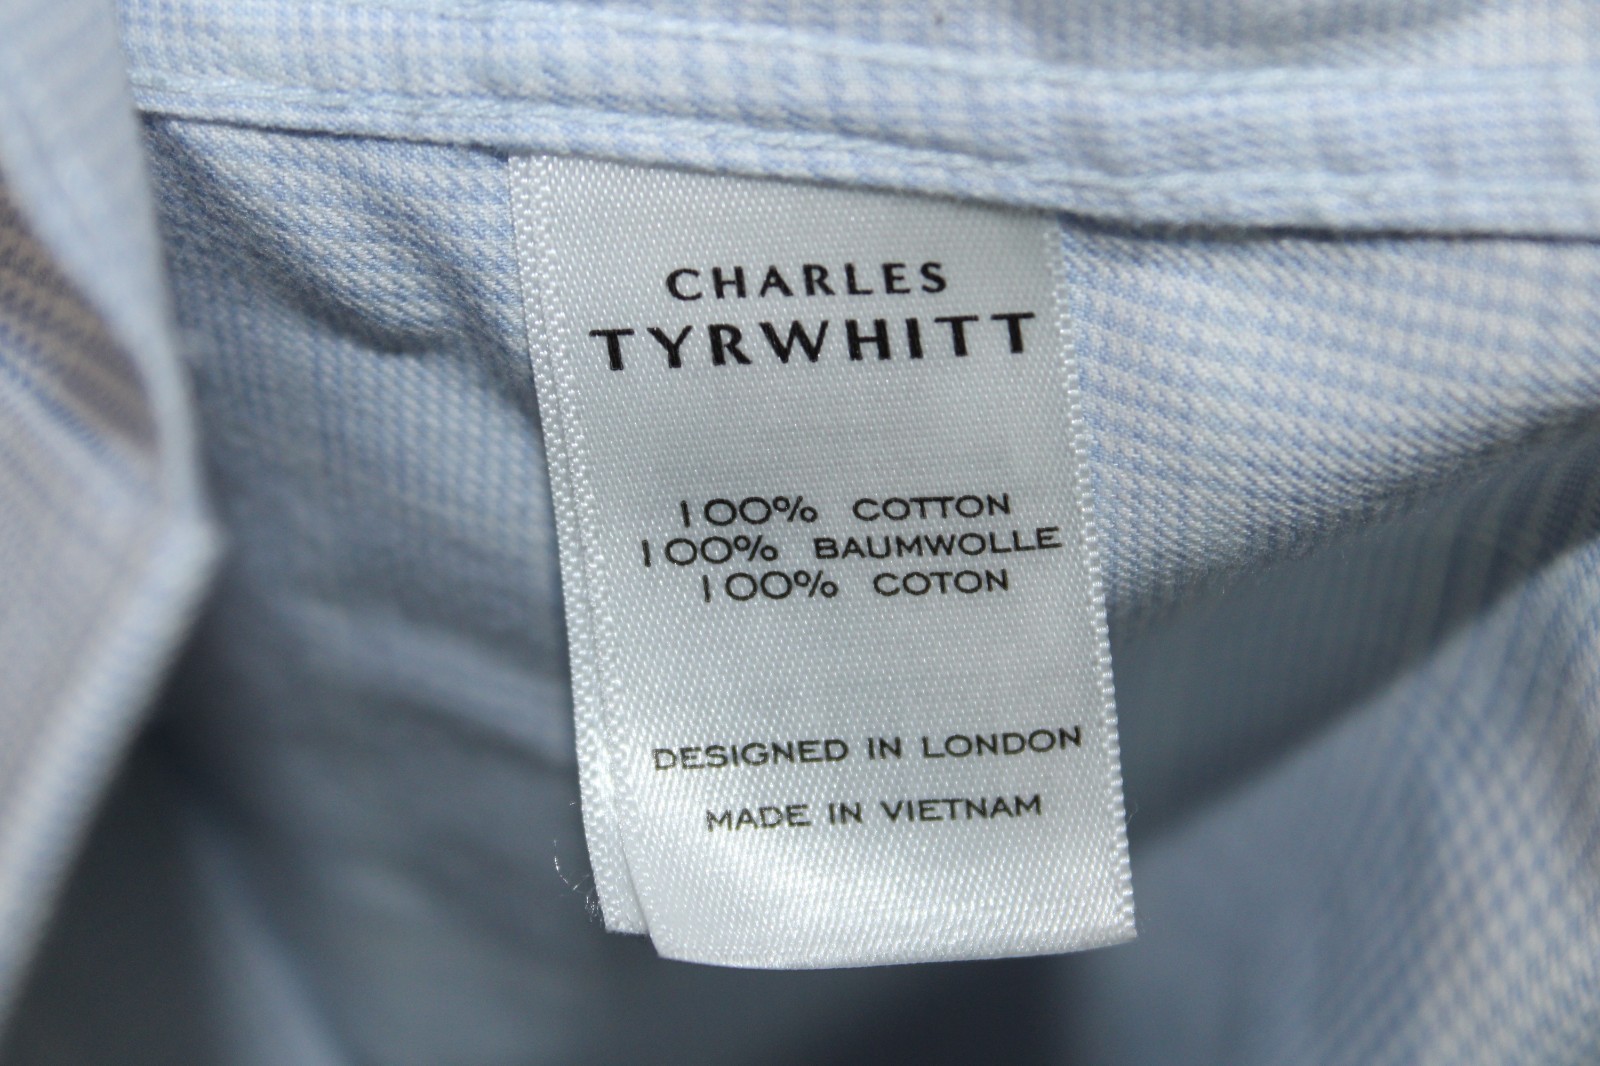 CHARLES
TYRWHITT
100% COTTON
100% BAUMWOLLE
100% COTON
DESIGNED IN LONDON
MADE IN VIETNAM